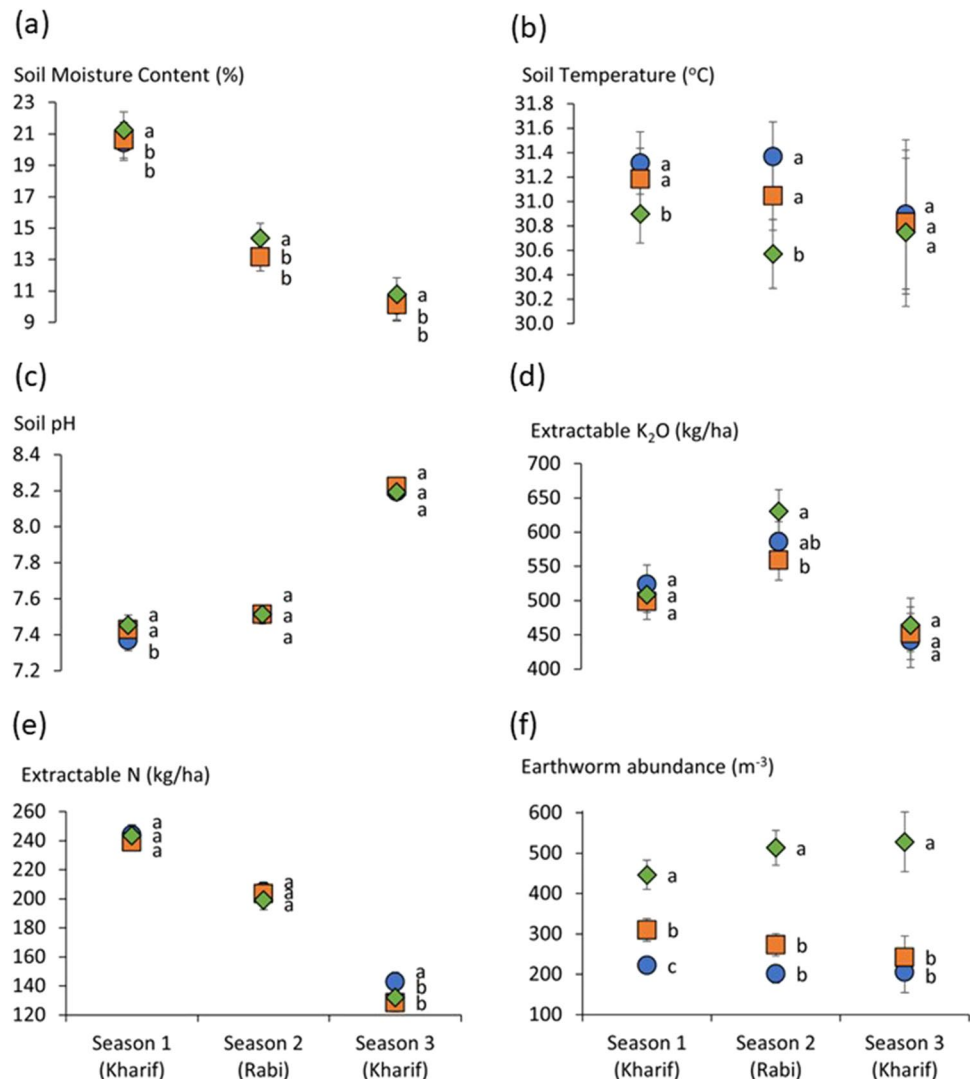 (a)
Soil Moisture Content (%)
23
21
19
17
15
13
11
9
a
b
b
a
b
b
a
b
b
(b)
Soil Temperature (°C)
31.8
31.6
31.4
31.2
31.0
30.8
30.6
30.4
30.2
30.0
a
a
b
a
a
b
a
a
a
(c)
Soil pH
8.4
8.2
8.0
7.8
7.6
7.4
7.2
a
a
b
a
a
a
a
a
a
(d)
Extractable K₂O (kg/ha)
700
650
600
550
500
450
400
a
a
a
a
ab
b
a
a
a
(e)
Extractable N (kg/ha)
260
240
220
200
180
160
140
120
a
a
a
a
a
a
a
b
b
Season 1
(Kharif)
Season 2
(Rabi)
Season 3
(Kharif)
(f)
Earthworm abundance (m⁻³)
600
500
400
300
200
100
a
b
c
a
b
b
a
b
b
Season 1
(Kharif)
Season 2
(Rabi)
Season 3
(Kharif)